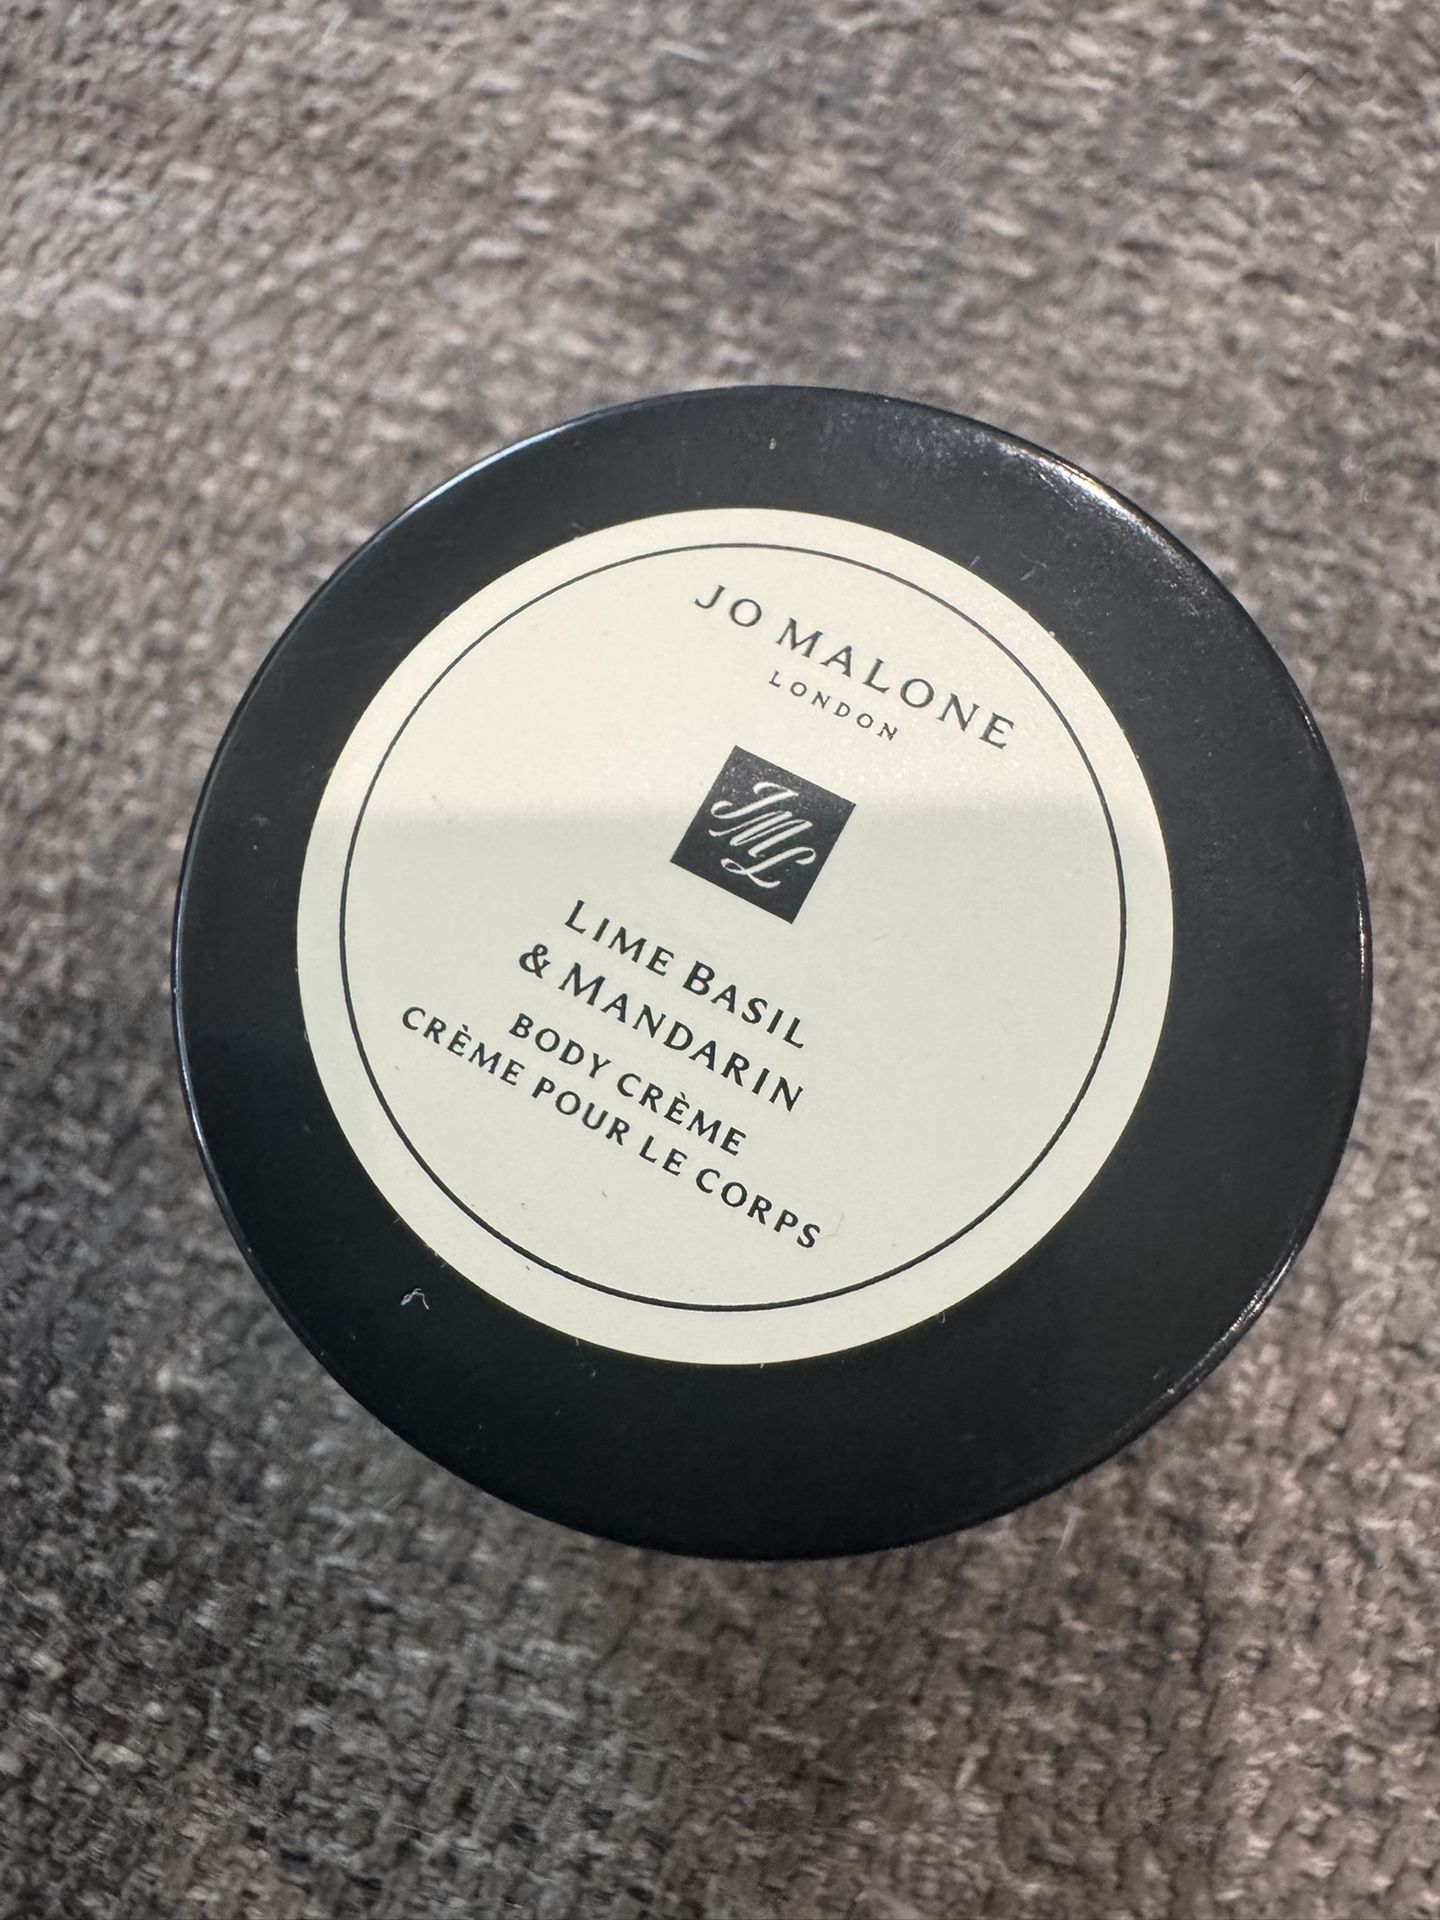 JO MALONE
LONDON
JML
LIME BASIL
& MANDARIN
BODY CRÈME
CRÈME POUR LE CORPS